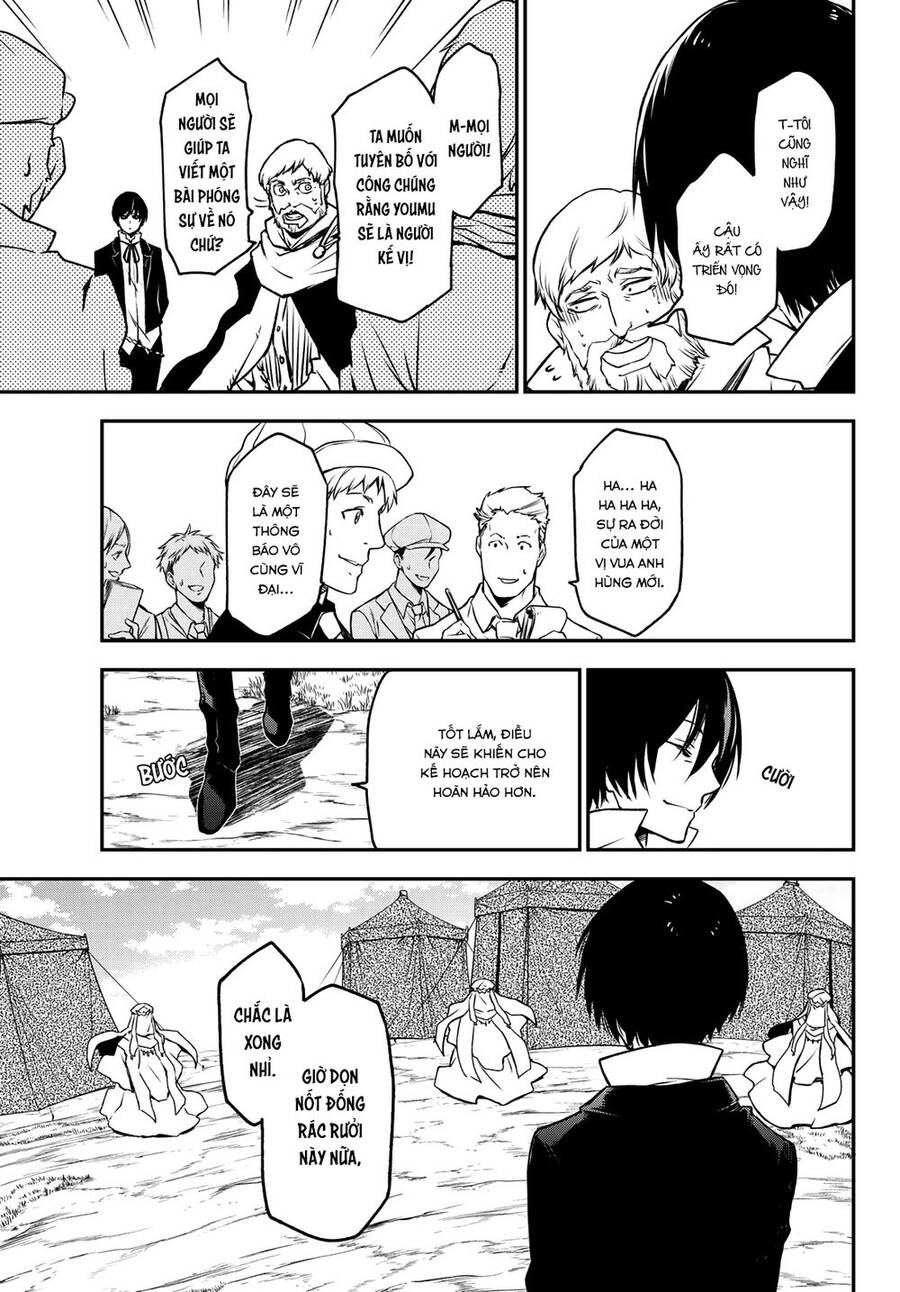 T-TÔI
CŨNG
NGHĨ
NHƯ
VẬY!
CẬU
ẤY RẤT CÓ
TRIỂN VỌNG
ĐÓ!
M-MỌI
NGƯỜI!
TA MUỐN
TUYÊN BỐ VỚI
CÔNG CHÚNG
RẰNG YOUMU
SẼ LÀ NGƯỜI
KẾ VỊ!
MỌI
NGƯỜI SẼ
GIÚP TA
VIẾT MỘT
BÀI PHÓNG
SỰ VỀ NÓ
CHỨ?
HA... HA
HA HA HA,
SỰ RA ĐỜI
CỦA MỘT
VỊ VUA ANH
HÙNG MỚI.
ĐÂY SẼ
LÀ MỘT
THÔNG
BÁO VÔ
CÙNG VĨ
ĐẠI...
CƯỜI
TỐT LẮM, ĐIỀU
NÀY SẼ KHIẾN CHO
KẾ HOẠCH TRỞ NÊN
HOÀN HẢO HƠN.
BƯỚC
CHẮC LÀ
XONG
NHỈ.
GIỜ DỌN
NỐT ĐỐNG
RÁC RƯỞI
NÀY NỮA,